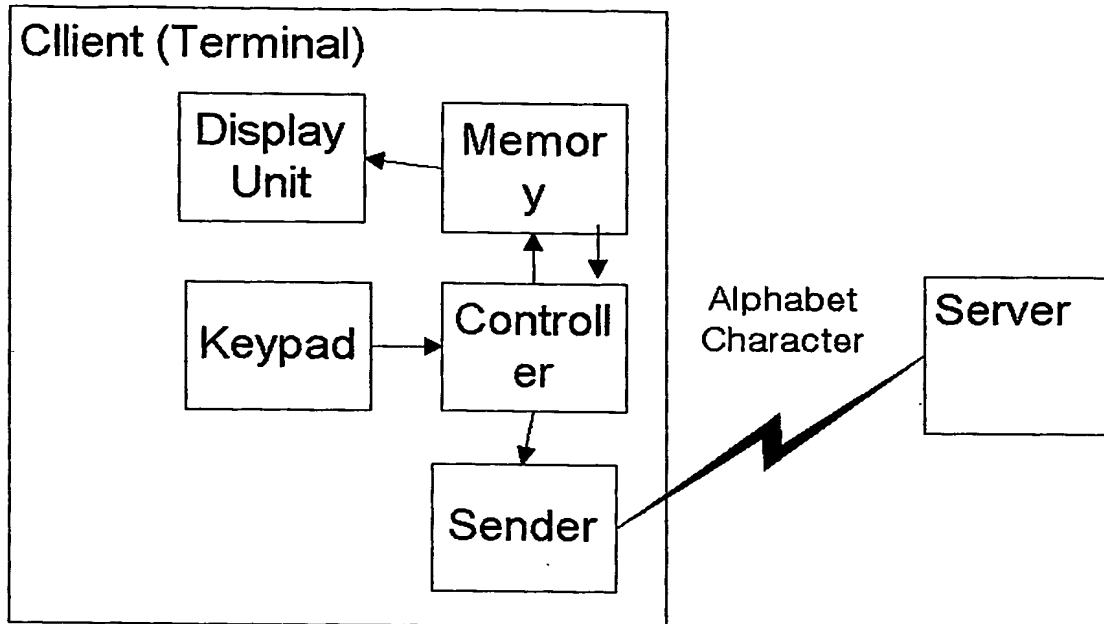 Cllient (Terminal)
Display
Unit
Memor
y
Keypad
Controll
er
Alphabet
Character
Server
Sender